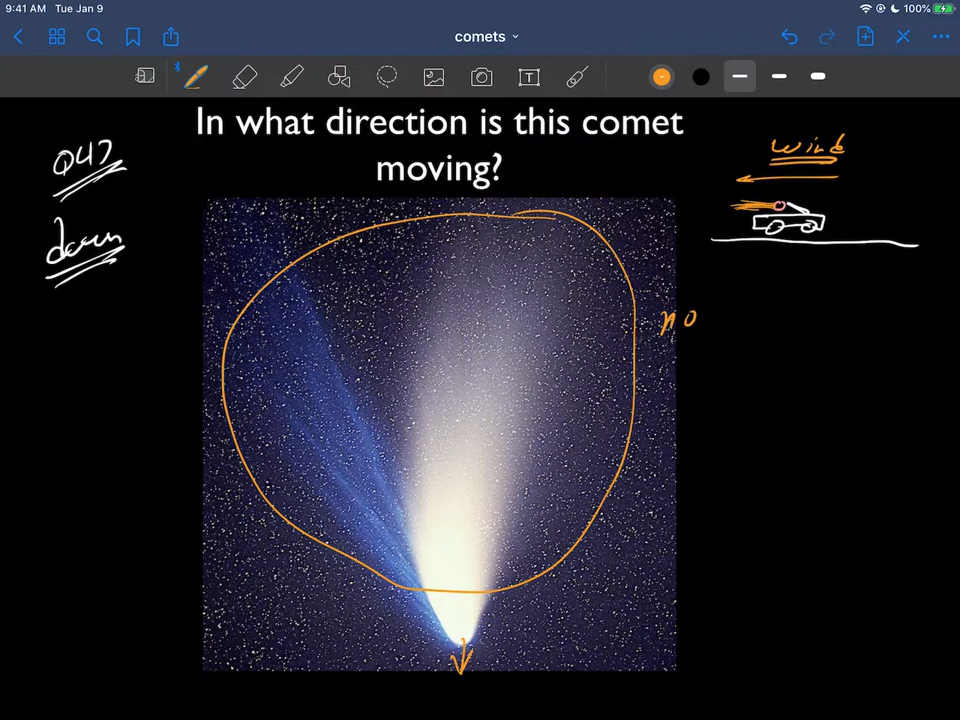 9:41 AM Tue Jan 9
100%
comets
T
In what direction is this comet
moving?
Q47
down
wind
no